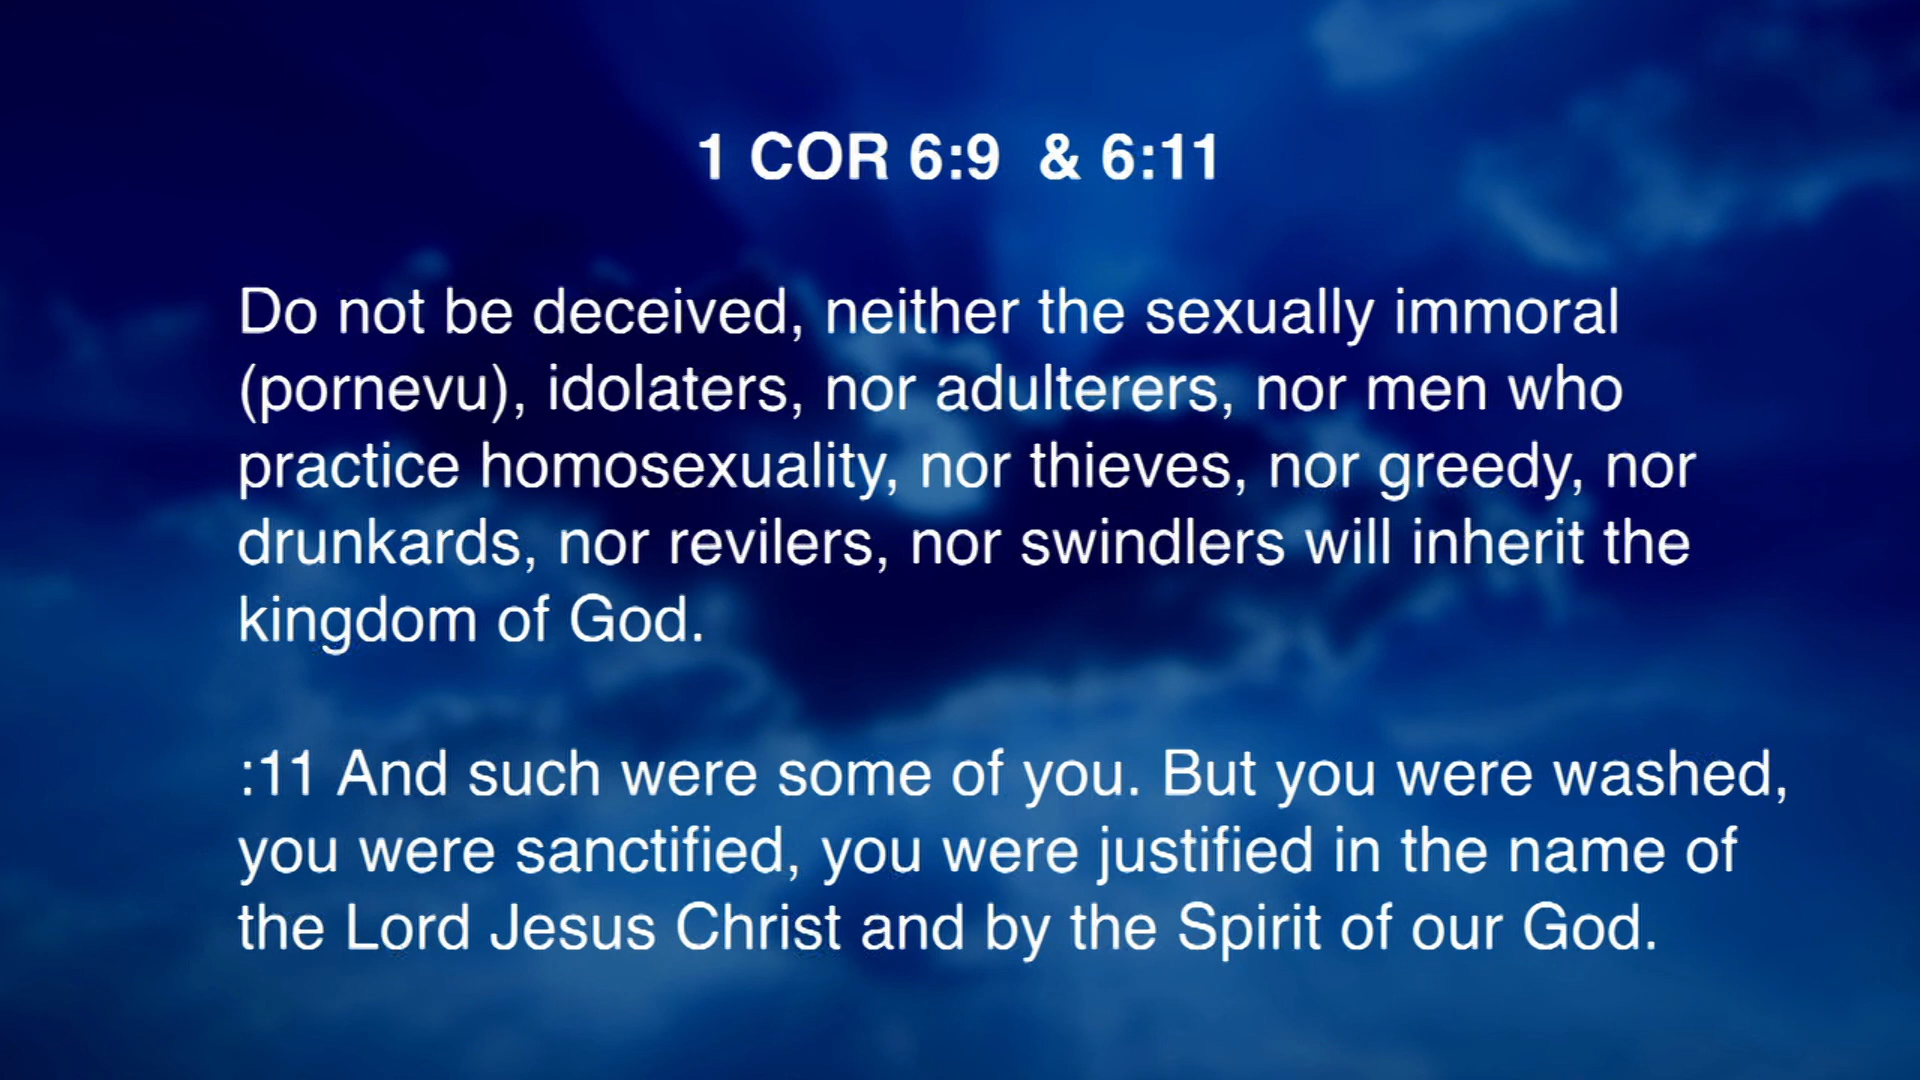 1 COR 6:9 & 6:11
Do not be deceived, neither the sexually immoral
(pornevu), idolaters, nor adulterers, nor men who
practice homosexuality, nor thieves, nor greedy, nor
drunkards, nor revilers, nor swindlers will inherit the
kingdom of God.
:11 And such were some of you. But you were washed,
you were sanctified, you were justified in the name of
the Lord Jesus Christ and by the Spirit of our God.